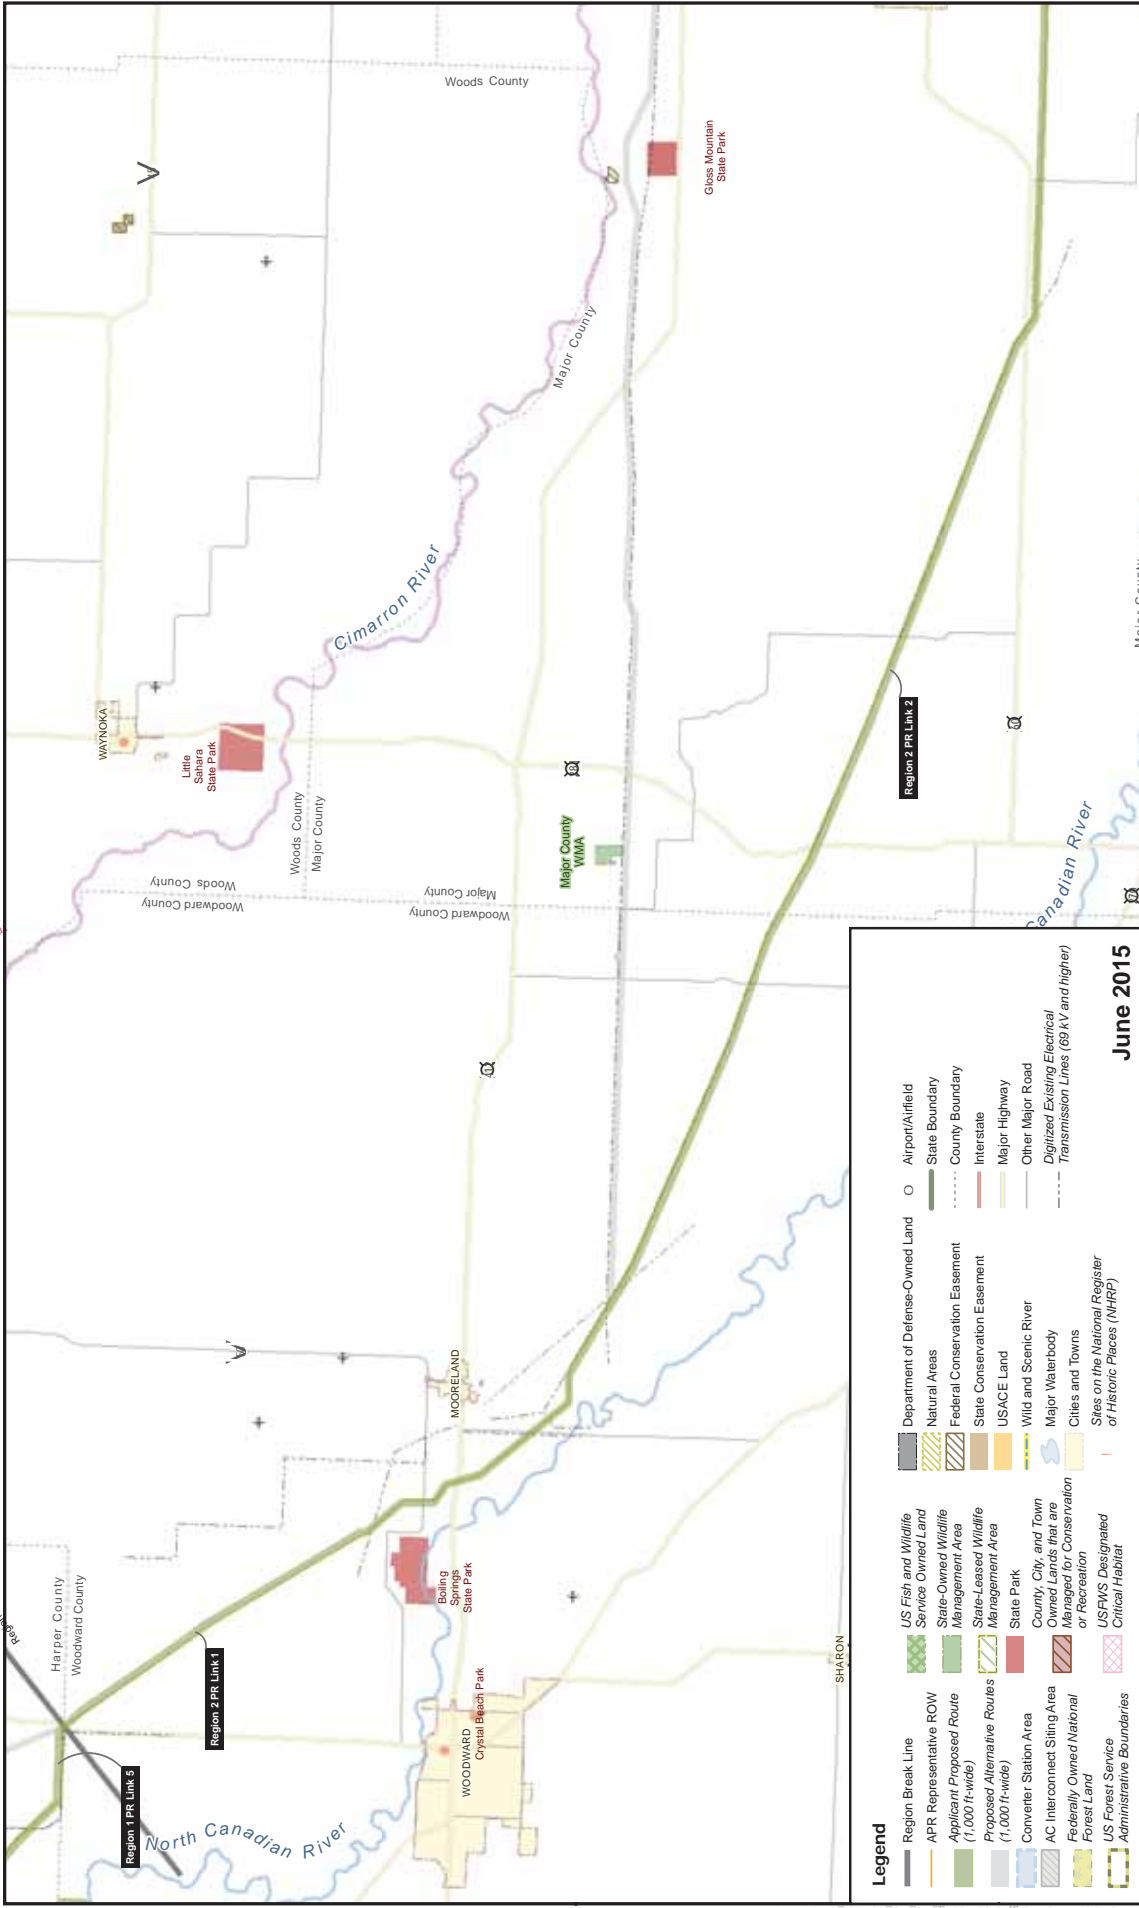 Woods County
Gloss Mountain
State Park
Major County
Cimarron River
WAYNOKA
Little
Sahara
State Park
Woods County
Major County
Woods County
Woodward County
Major County
Woodward County
Major County
WMA
Region 2 PR Link 2
Canadian River
MOORELAND
Boiling
Springs
State Park
Harper County
Woodward County
Region 2 PR Link 1
Region 1 PR Link 5
North Canadian River
WOODWARD
Crystal Beach Park
SHARON
Legend
Region Break Line
APR Representative ROW
Applicant Proposed Route
(1,000 ft-wide)
Proposed Alternative Routes
(1,000 ft-wide)
Converter Station Area
AC Interconnect Siting Area
Federally Owned National
Forest Land
US Forest Service
Administrative Boundaries
US Fish and Wildlife
Service Owned Land
State-Owned Wildlife
Management Area
State-Leased Wildlife
Management Area
State Park
County, City, and Town
Owned Lands that are
Managed for Conservation
or Recreation
USFWS Designated
Critical Habitat
Department of Defense-Owned Land
Natural Areas
Federal Conservation Easement
State Conservation Easement
USACE Land
Wild and Scenic River
Major Waterbody
Cities and Towns
Sites on the National Register
of Historic Places (NHRP)
Airport/Airfield
State Boundary
County Boundary
Interstate
Major Highway
Other Major Road
Digitized Existing Electrical
Transmission Lines (69 kV and higher)
June 2015